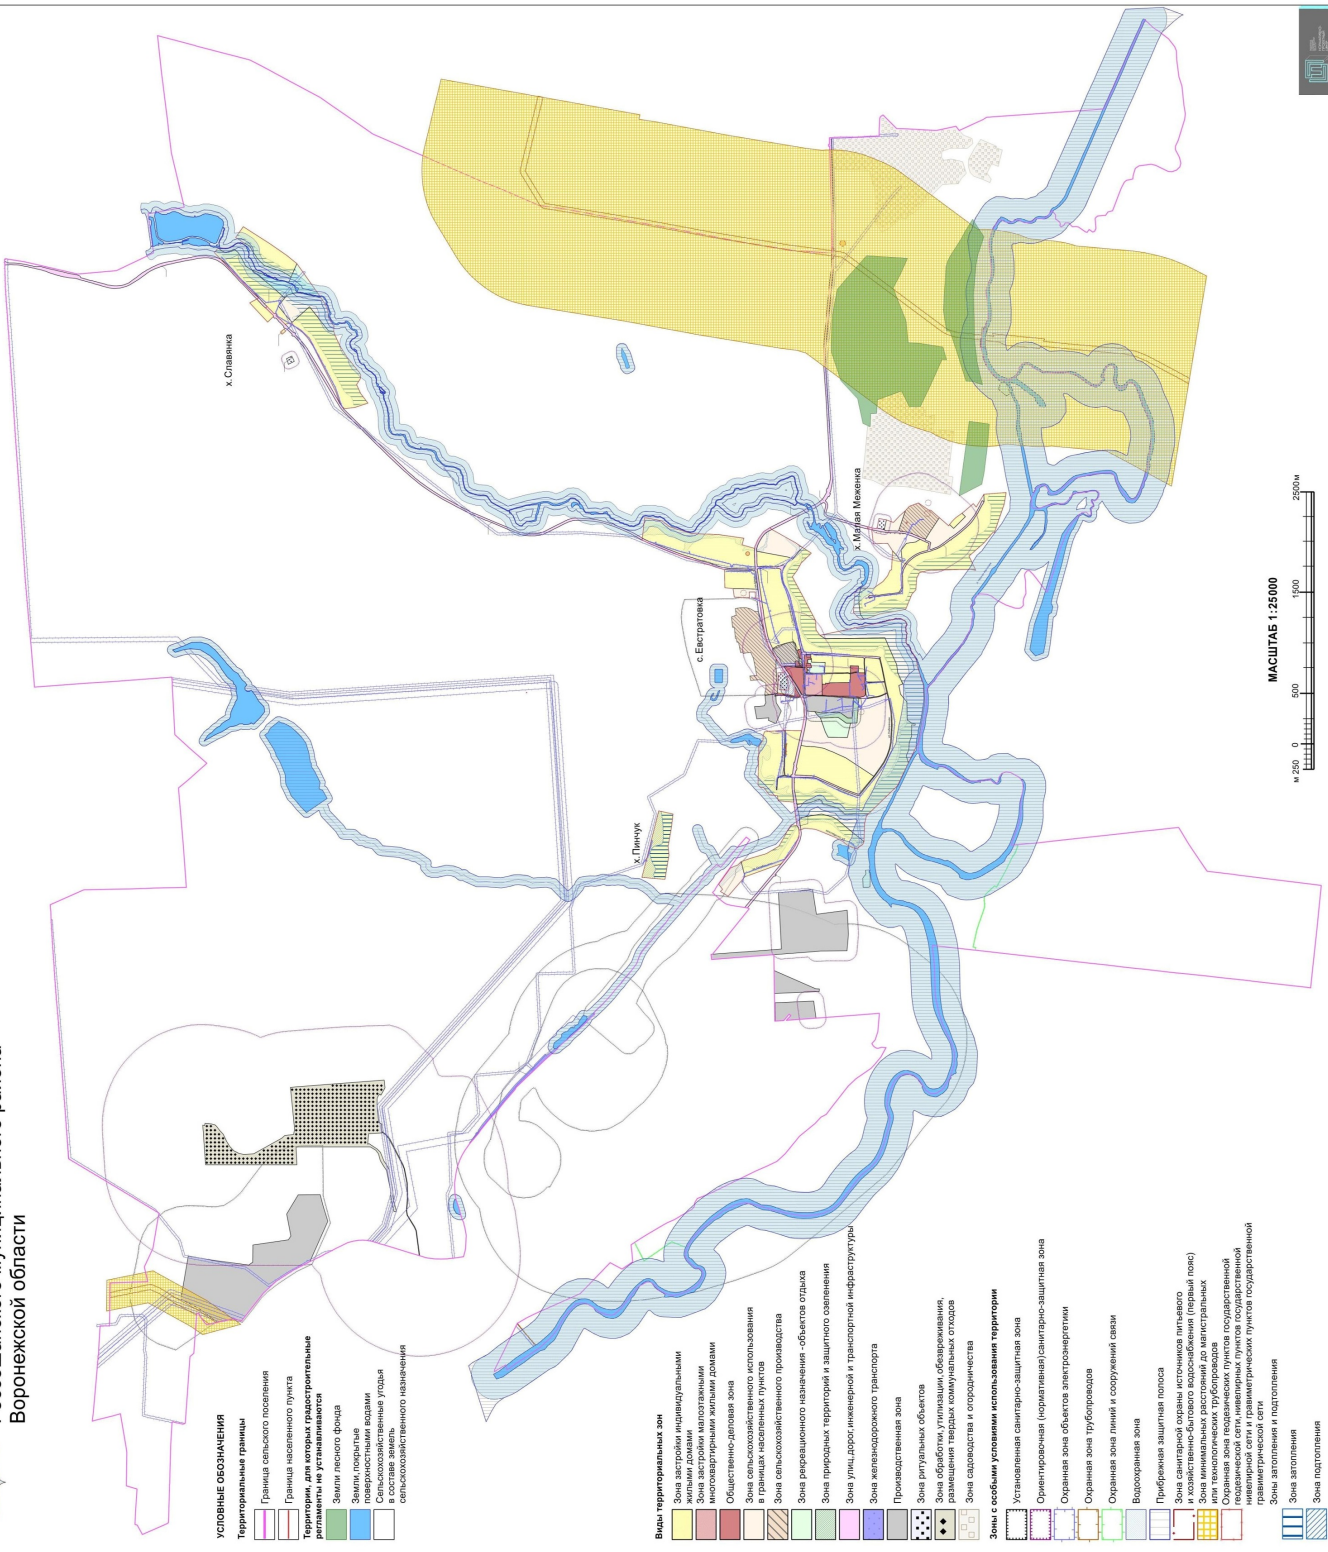 Воронежской области
х. Славянка
х. Малая Меженка
с. Евстратовка
х. Пинчук
МАСШТАБ 1:25000
м 250 0 500 1500 2500м
УСЛОВНЫЕ ОБОЗНАЧЕНИЯ
Территориальные границы
Граница сельского поселения
Граница населенного пункта
Территории, для которых градостроительные
регламенты не устанавливаются
Земли лесного фонда
Земли, покрытые
поверхностными водами
Сельскохозяйственные угодья
в составе земель
сельскохозяйственного назначения
Виды территориальных зон
Зона застройки индивидуальными
жилыми домами
Зона застройки малоэтажными
многоквартирными жилыми домами
Общественно-деловая зона
Зона сельскохозяйственного использования
в границах населенных пунктов
Зона сельскохозяйственного производства
Зона рекреационного назначения -объектов отдыха
Зона природных территорий и защитного озеленения
Зона улиц, дорог, инженерной и транспортной инфраструктуры
Зона железнодорожного транспорта
Производственная зона
Зона ритуальных объектов
Зона обработки, утилизации, обезвреживания,
размещения твердых коммунальных отходов
Зона садоводства и огородничества
Зоны с особыми условиями использования территории
Установленная санитарно-защитная зона
Ориентировочная (нормативная) санитарно-защитная зона
Охранная зона объектов электроэнергетики
Охранная зона трубопроводов
Охранная зона линий и сооружений связи
Водоохранная зона
Прибрежная защитная полоса
Зона санитарной охраны источников питьевого
и хозяйственно-бытового водоснабжения (первый пояс)
Зона минимальных расстояний до магистральных
или технологических трубопроводов
Охранная зона геодезических пунктов государственной
геодезической сети, нивелирных пунктов государственной
нивелирной сети и гравиметрических пунктов государственной
гравиметрической сети
Зоны затопления и подтопления
Зона затопления
Зона подтопления